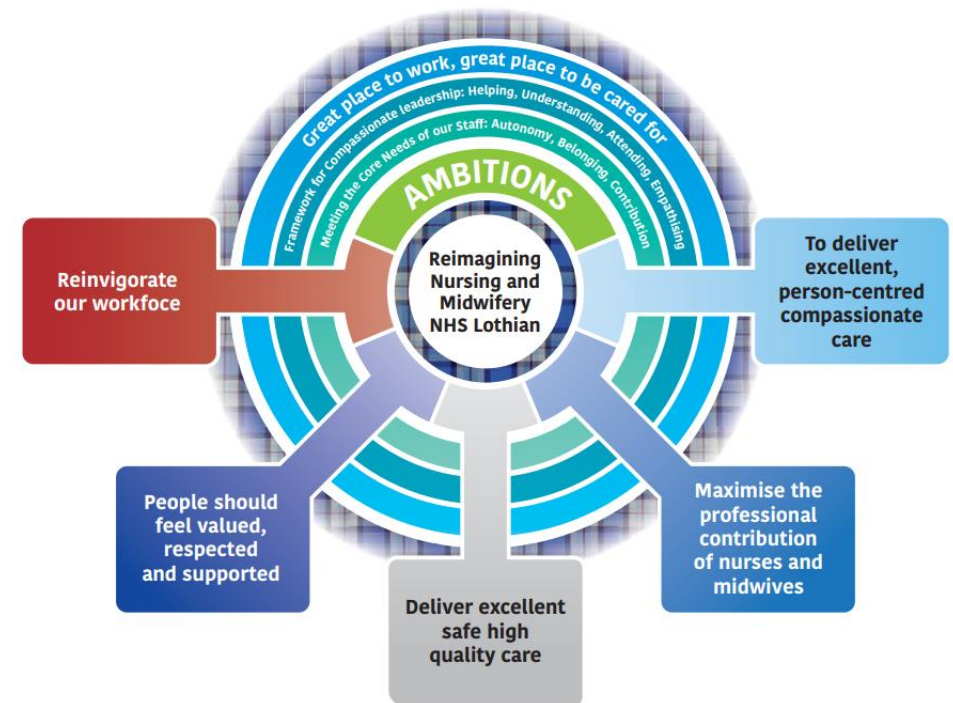 Great place to work, great place to be cared for
Framework for Compassionate leadership: Helping, Understanding, Attending, Empathising
Meeting the Core Needs of our Staff: Autonomy, Belonging, Contribution
AMBITIONS
Reimagining
Nursing and
Midwifery
NHS Lothian
Reinvigorate
our workfoce
To deliver
excellent,
person-centred
compassionate
care
People should
feel valued,
respected
and supported
Maximise the
professional
contribution
of nurses and
midwives
Deliver excellent
safe high
quality care